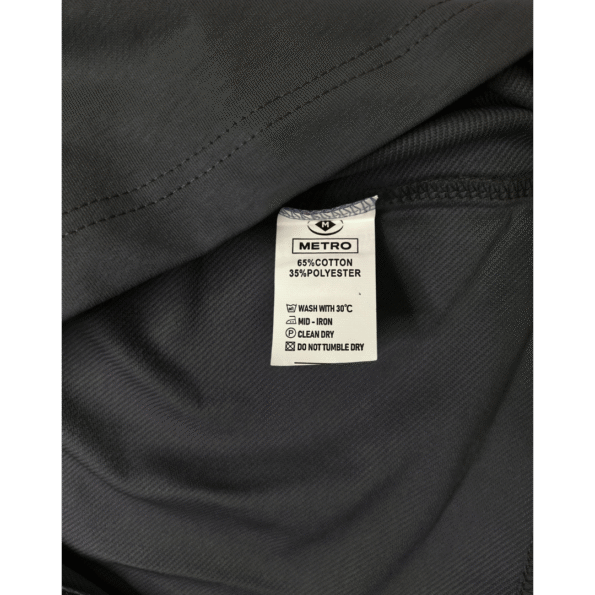 M
METRO
65%COTTON
35%POLYESTER
WASH WITH 30℃
MID - IRON
P CLEAN DRY
DO NOT TUMBLE DRY